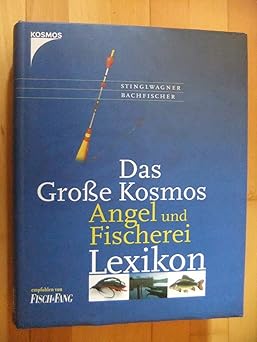 KOSMOS
STINGLWAGNER
BACHFISCHER
Das
Große Kosmos
Angel und
Fischerei
Lexikon
empfohlen von
FISCH&FANG